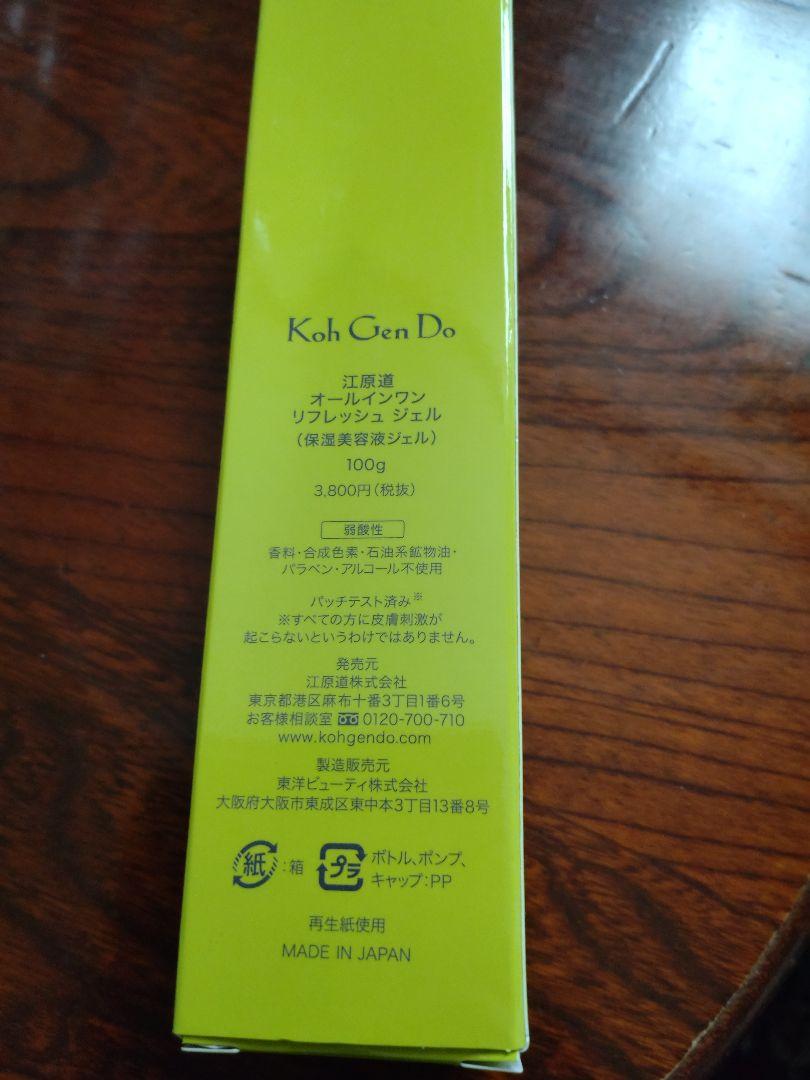 Koh Gen Do
江原道
オールインワン
リフレッシュ ジェル
（保湿美容液ジェル）
100g
3,800円（税抜）
弱酸性
香料・合成色素・石油系鉱物油・
パラベン・アルコール不使用
パッチテスト済み※
※すべての方に皮膚刺激が
起こらないというわけではありません。
発売元
江原道株式会社
東京都港区麻布十番3丁目1番6号
お客様相談室 0120-700-710
www.kohgendo.com
製造販売元
東洋ビューティ株式会社
大阪府大阪市東成区東中本3丁目13番8号
紙：箱 プラ ボトル、ポンプ、
キャップ：PP
再生紙使用
MADE IN JAPAN